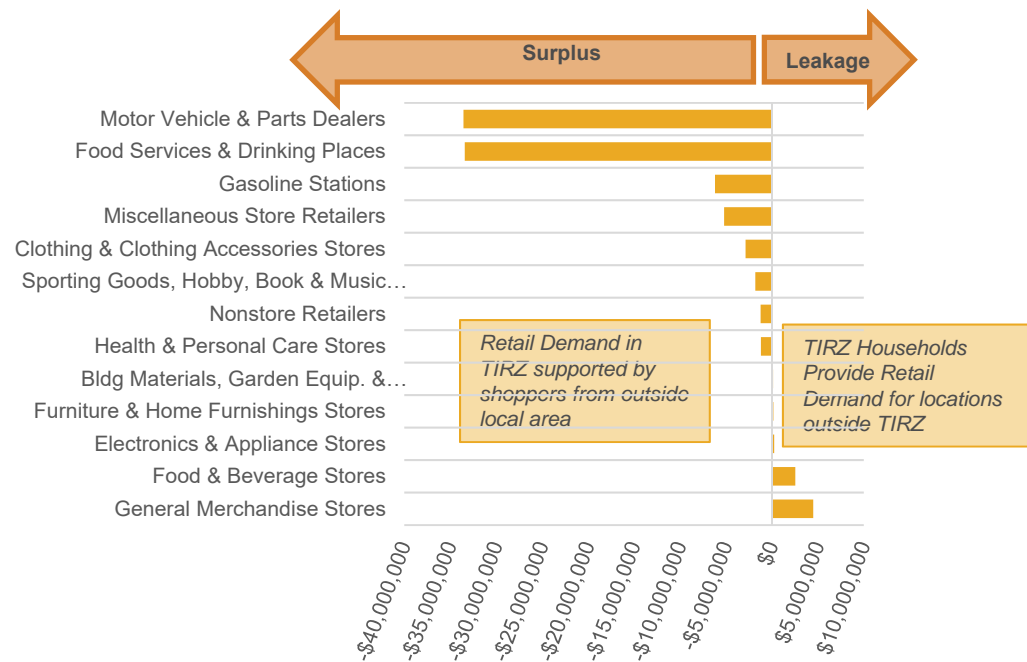 Surplus
Leakage
Motor Vehicle & Parts Dealers
Food Services & Drinking Places
Gasoline Stations
Miscellaneous Store Retailers
Clothing & Clothing Accessories Stores
Sporting Goods, Hobby, Book & Music…
Nonstore Retailers
Health & Personal Care Stores
Bldg Materials, Garden Equip. &…
Furniture & Home Furnishings Stores
Electronics & Appliance Stores
Food & Beverage Stores
General Merchandise Stores
Retail Demand in
TIRZ supported by
shoppers from outside
local area
TIRZ Households
Provide Retail
Demand for locations
outside TIRZ
-$40,000,000
-$35,000,000
-$30,000,000
-$25,000,000
-$20,000,000
-$15,000,000
-$10,000,000
-$5,000,000
$0
$5,000,000
$10,000,000